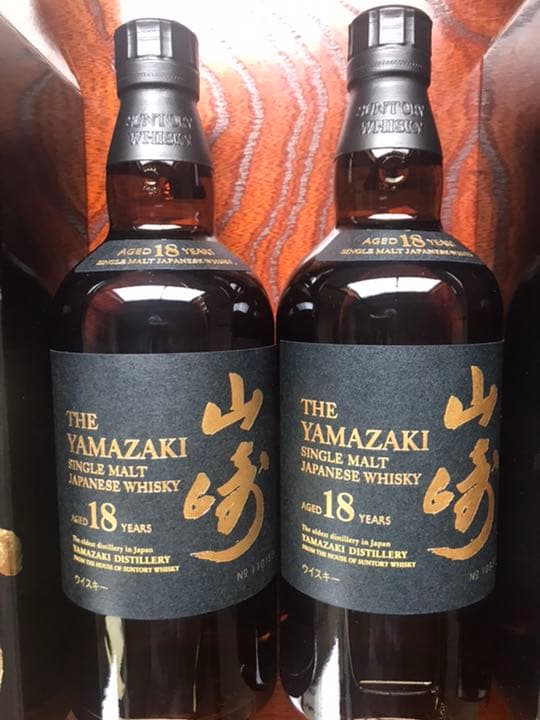 SUNTORY
WHISKY
AGED 18 YEARS
SINGLE MALT JAPANESE WHISKY
THE
YAMAZAKI
SINGLE MALT
JAPANESE WHISKY
AGED 18 YEARS
The oldest distillery in Japan
YAMAZAKI DISTILLERY
FROM THE HOUSE OF SUNTORY WHISKY
ウイスキー
山崎
SUNTORY
WHISKY
AGED 18 YEARS
SINGLE MALT JAPANESE WHISKY
THE
YAMAZAKI
SINGLE MALT
JAPANESE WHISKY
AGED 18 YEARS
The oldest distillery in Japan
YAMAZAKI DISTILLERY
FROM THE HOUSE OF SUNTORY WHISKY
ウイスキー
山崎